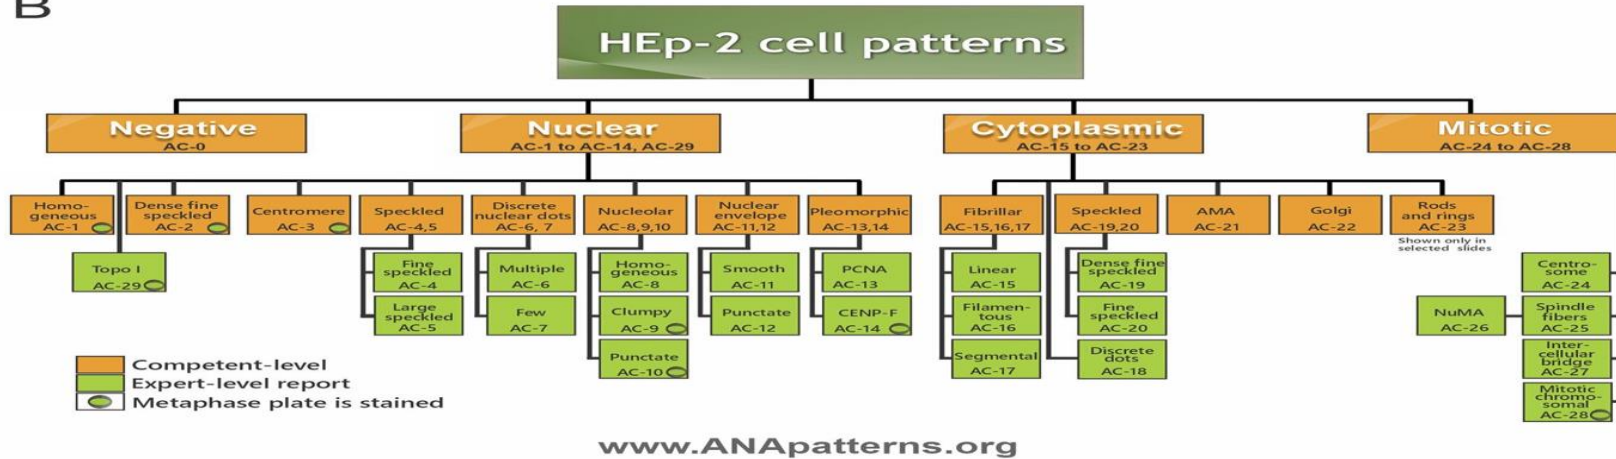 B
HEp-2 cell patterns
Negative
AC-0
Nuclear
AC-1 to AC-14, AC-29
Cytoplasmic
AC-15 to AC-23
Mitotic
AC-24 to AC-28
Homo-
geneous
AC-1
Dense fine
speckled
AC-2
Centromere
AC-3
Speckled
AC-4,5
Discrete
nuclear dots
AC-6, 7
Nucleolar
AC-8,9,10
Nuclear
envelope
AC-11,12
Pleomorphic
AC-13,14
Fibrillar
AC-15,16,17
Speckled
AC-19,20
AMA
AC-21
Golgi
AC-22
Rods
and rings
AC-23
Shown only in
selected slides
Topo I
AC-29
Fine
speckled
AC-4
Large
speckled
AC-5
Multiple
AC-6
Few
AC-7
Homo-
geneous
AC-8
Clumpy
AC-9
Punctate
AC-10
Smooth
AC-11
Punctate
AC-12
PCNA
AC-13
CENP-F
AC-14
Linear
AC-15
Filamen-
tous
AC-16
Segmental
AC-17
Dense fine
speckled
AC-19
Fine
speckled
AC-20
Discrete
dots
AC-18
Centro-
some
AC-24
NuMA
AC-26
Spindle
fibers
AC-25
Inter-
cellular
bridge
AC-27
Mitotic
chromo-
somal
AC-28
Competent-level
Expert-level report
Metaphase plate is stained
www.ANApatterns.org